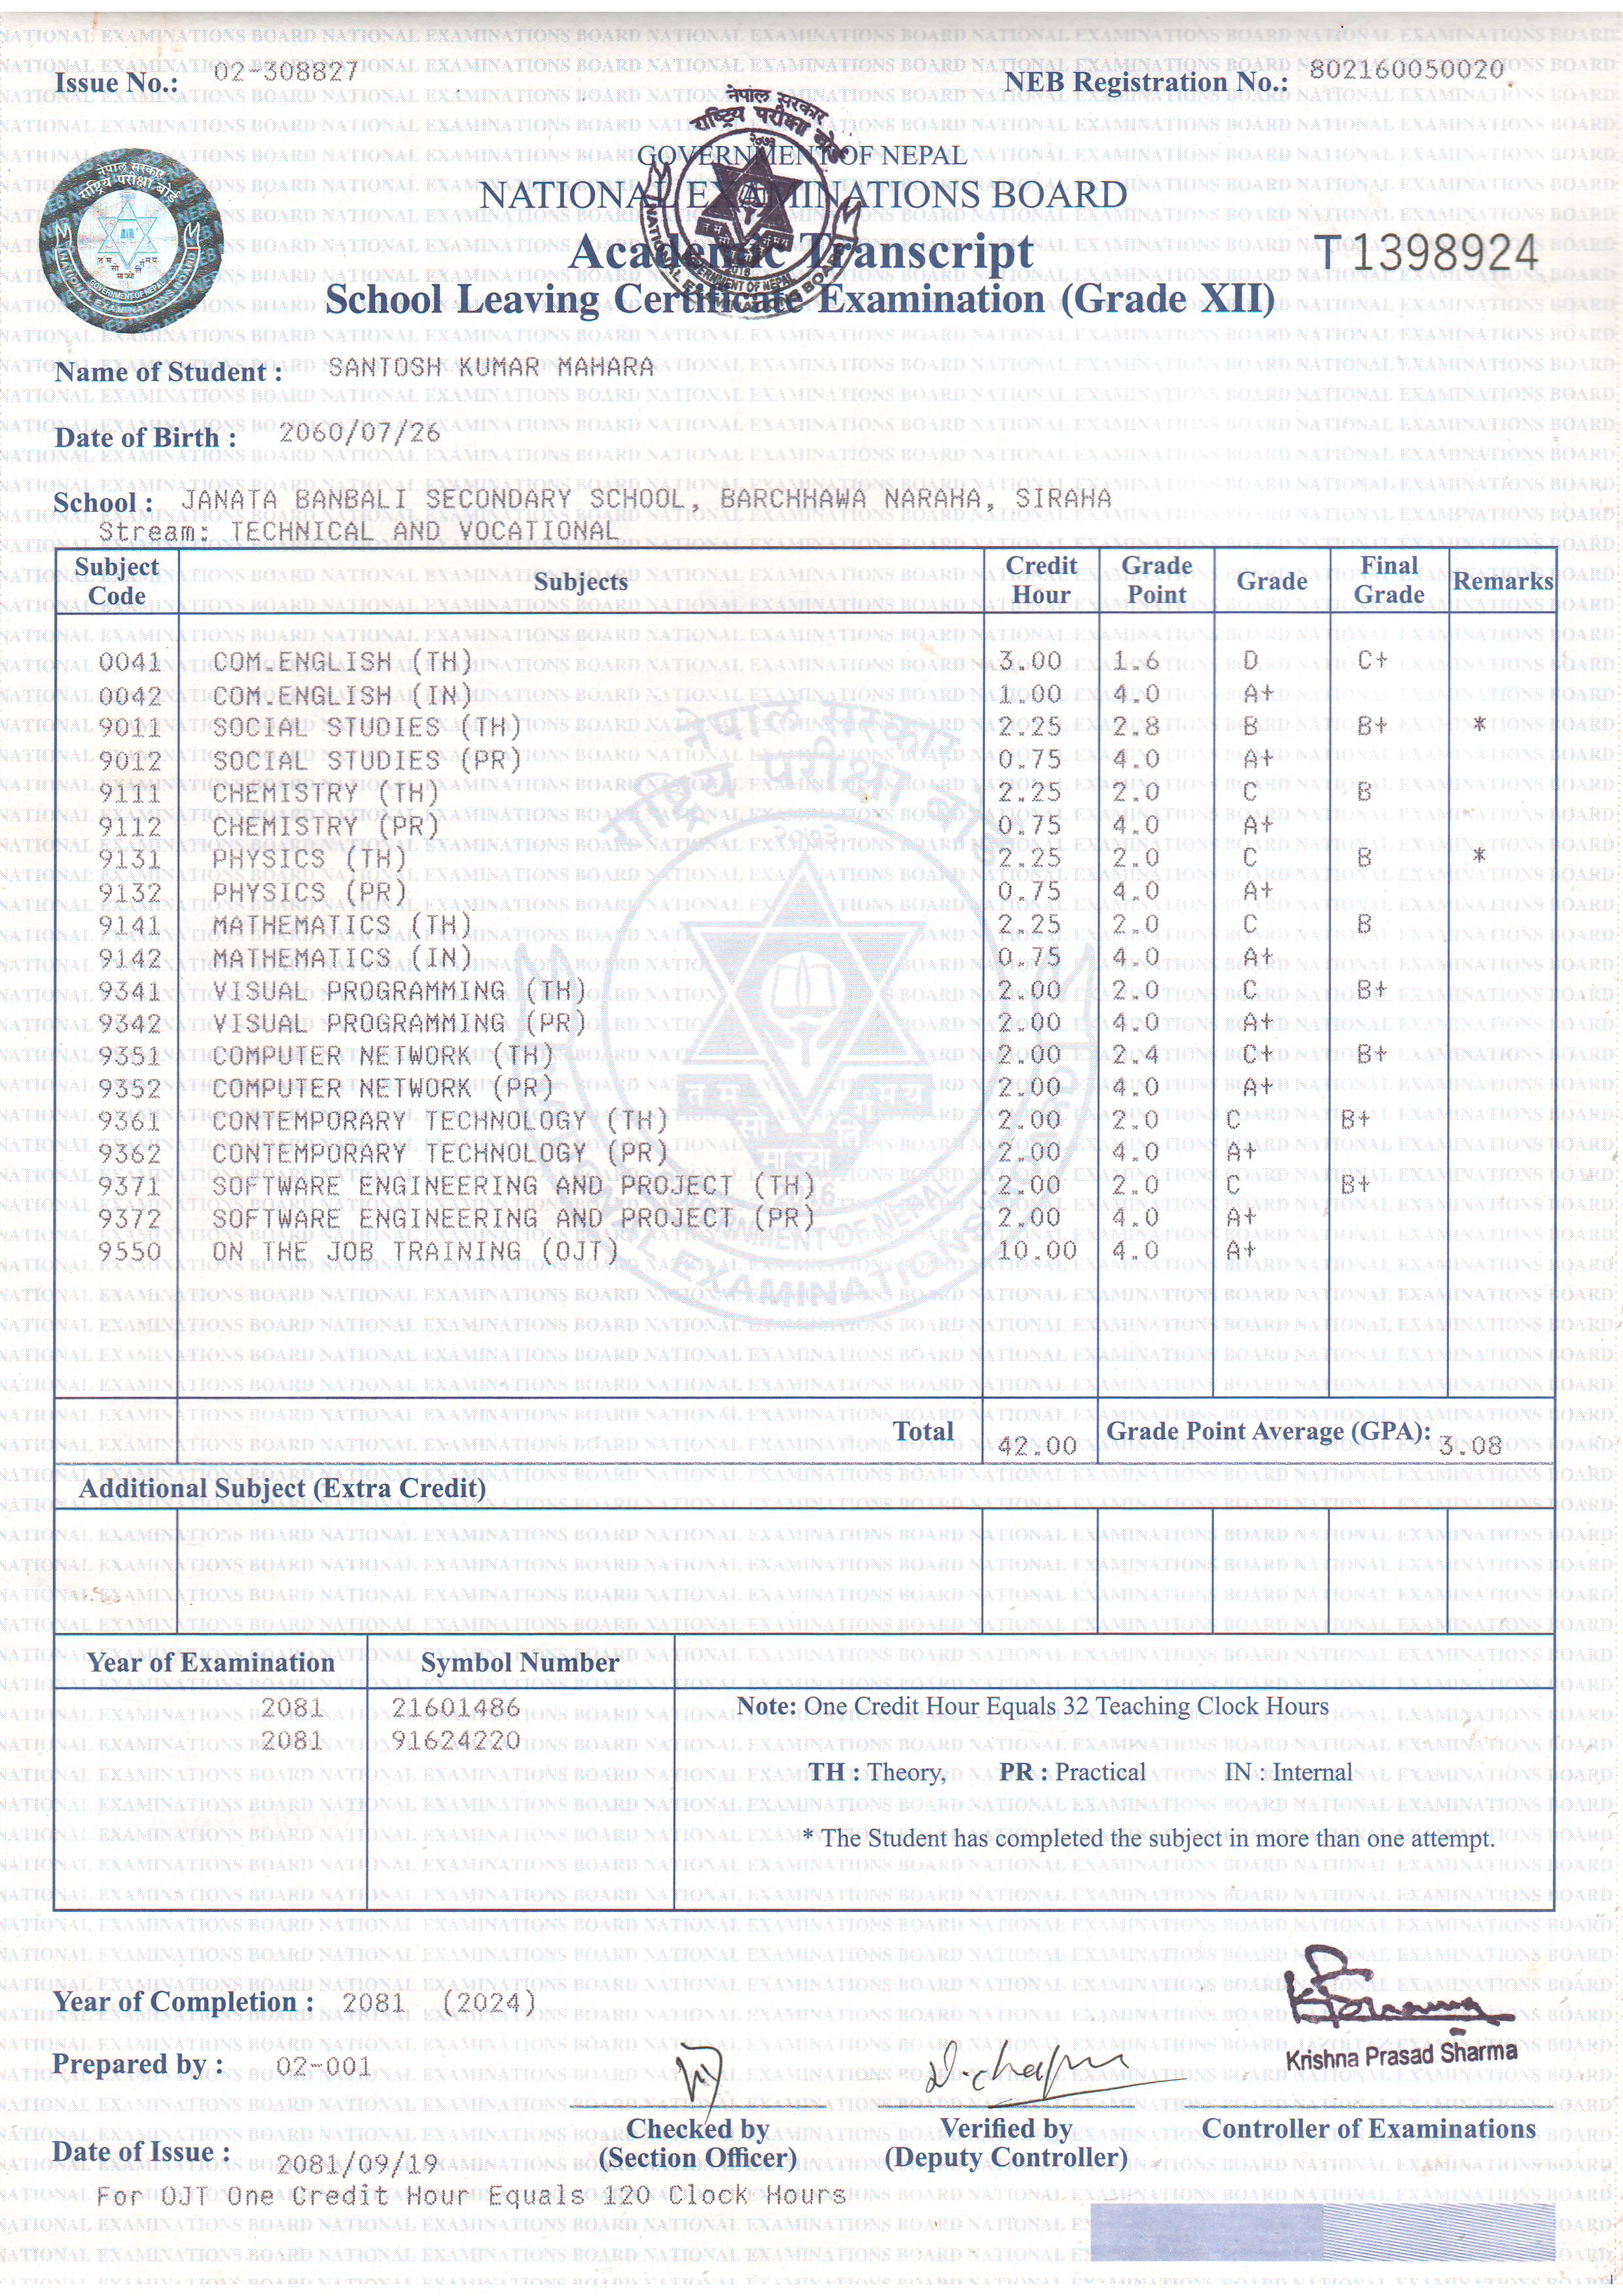 Issue No.: 02-308827
NEB Registration No.: 802160050020
नेपाल सरकार
राष्ट्रिय परीक्षा बोर्ड
GOVERNMENT OF NEPAL
NATIONAL EXAMINATIONS BOARD
Academic Transcript
T1398924
School Leaving Certificate Examination (Grade XII)
Name of Student : SANTOSH KUMAR MAHARA
Date of Birth : 2060/07/26
School : JANATA BANBALI SECONDARY SCHOOL, BARCHHAWA NARAHA, SIRAHA
Stream: TECHNICAL AND VOCATIONAL
Subject Code Subjects Credit Hour Grade Point Grade Final Grade Remarks
0041 COM.ENGLISH (TH) 3.00 1.6 D C+
0042 COM.ENGLISH (IN) 1.00 4.0 A+
9011 SOCIAL STUDIES (TH) 2.25 2.8 B B+ *
9012 SOCIAL STUDIES (PR) 0.75 4.0 A+
9111 CHEMISTRY (TH) 2.25 2.0 C B
9112 CHEMISTRY (PR) 0.75 4.0 A+
9131 PHYSICS (TH) 2.25 2.0 C B *
9132 PHYSICS (PR) 0.75 4.0 A+
9141 MATHEMATICS (TH) 2.25 2.0 C B
9142 MATHEMATICS (IN) 0.75 4.0 A+
9341 VISUAL PROGRAMMING (TH) 2.00 2.0 C B+
9342 VISUAL PROGRAMMING (PR) 2.00 4.0 A+
9351 COMPUTER NETWORK (TH) 2.00 2.4 C+ B+
9352 COMPUTER NETWORK (PR) 2.00 4.0 A+
9361 CONTEMPORARY TECHNOLOGY (TH) 2.00 2.0 C B+
9362 CONTEMPORARY TECHNOLOGY (PR) 2.00 4.0 A+
9371 SOFTWARE ENGINEERING AND PROJECT (TH) 2.00 2.0 C B+
9372 SOFTWARE ENGINEERING AND PROJECT (PR) 2.00 4.0 A+
9550 ON THE JOB TRAINING (OJT) 10.00 4.0 A+
Total 42.00 Grade Point Average (GPA): 3.08
Additional Subject (Extra Credit)
Year of Examination Symbol Number
2081 21601486
2081 91624220
Note: One Credit Hour Equals 32 Teaching Clock Hours
TH : Theory, PR : Practical IN : Internal
* The Student has completed the subject in more than one attempt.
Year of Completion : 2081 (2024)
Prepared by : 02-001
Krishna Prasad Sharma
Checked by
(Section Officer)
Verified by
(Deputy Controller)
Controller of Examinations
Date of Issue : 2081/09/19
For OJT One Credit Hour Equals 120 Clock Hours